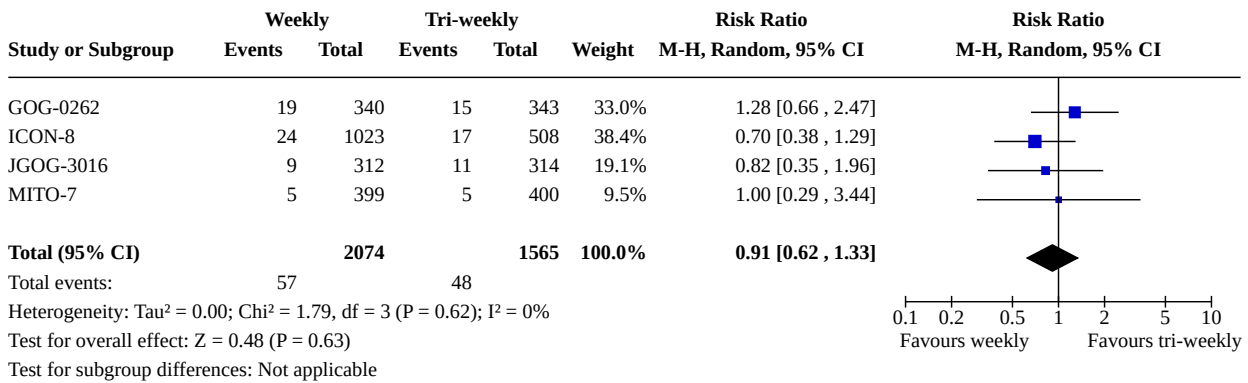 Weekly Tri-weekly Risk Ratio Risk Ratio
Study or Subgroup Events Total Events Total Weight M-H, Random, 95% CI M-H, Random, 95% CI
GOG-0262 19 340 15 343 33.0% 1.28 [0.66 , 2.47]
ICON-8 24 1023 17 508 38.4% 0.70 [0.38 , 1.29]
JGOG-3016 9 312 11 314 19.1% 0.82 [0.35 , 1.96]
MITO-7 5 399 5 400 9.5% 1.00 [0.29 , 3.44]
Total (95% CI) 2074 1565 100.0% 0.91 [0.62 , 1.33]
Total events: 57 48
Heterogeneity: Tau² = 0.00; Chi² = 1.79, df = 3 (P = 0.62); I² = 0%
0.1 0.2 0.5 1 2 5 10
Test for overall effect: Z = 0.48 (P = 0.63) Favours weekly Favours tri-weekly
Test for subgroup differences: Not applicable